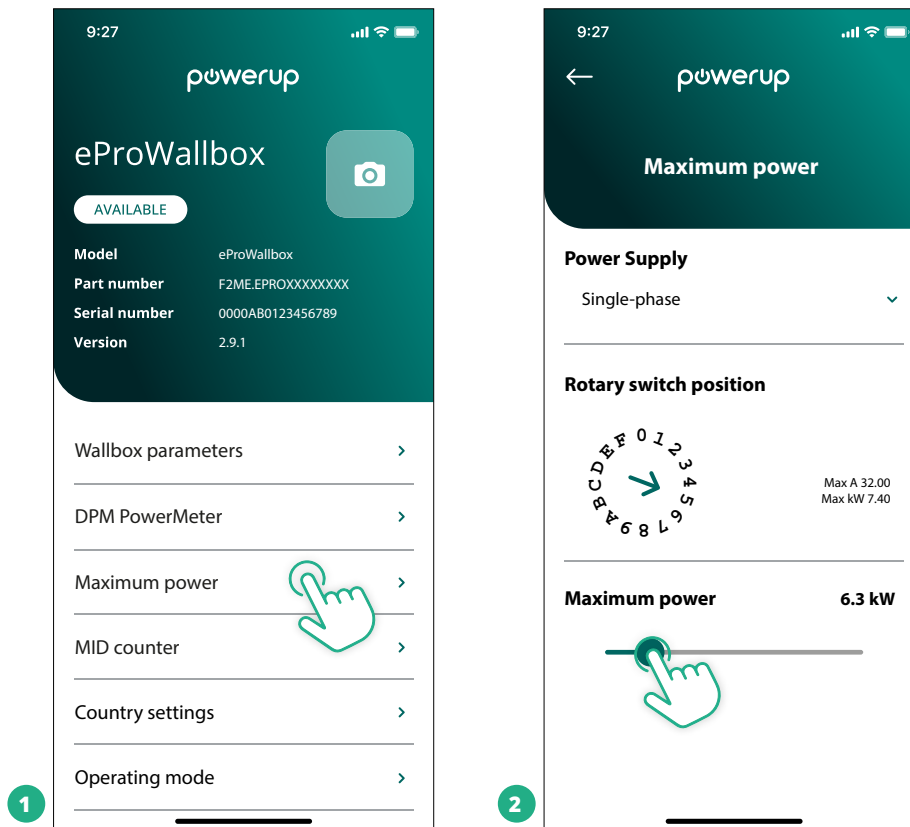 9:27
powerup
eProWallbox
AVAILABLE
Model eProWallbox
Part number F2ME.EPROXXXXXXXX
Serial number 0000AB0123456789
Version 2.9.1
Wallbox parameters
DPM PowerMeter
Maximum power
MID counter
Country settings
Operating mode
1
9:27
powerup
Maximum power
Power Supply
Single-phase
Rotary switch position
0 1 2 3 4 5 6 7 8 9 A B C D E F
Max A 32.00
Max kW 7.40
Maximum power 6.3 kW
2